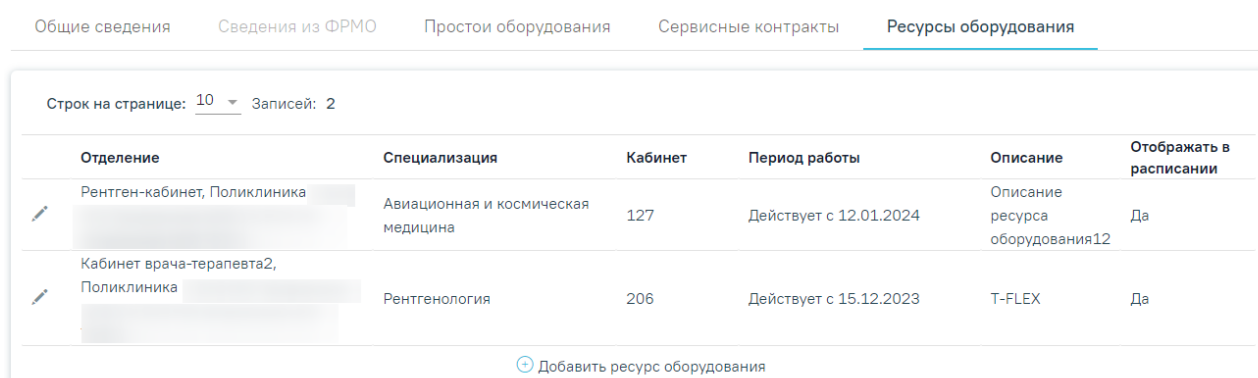 Общие сведения Сведения из ФРМО Простои оборудования Сервисные контракты Ресурсы оборудования
Строк на странице: 10 Записей: 2
Отделение Специализация Кабинет Период работы Описание Отображать в расписании
Рентген-кабинет, Поликлиника
Авиационная и космическая
медицина
127
Действует с 12.01.2024
Описание
ресурса
оборудования12
Да
Кабинет врача-терапевта2,
Поликлиника
Рентгенология
206
Действует с 15.12.2023
T-FLEX
Да
Добавить ресурс оборудования